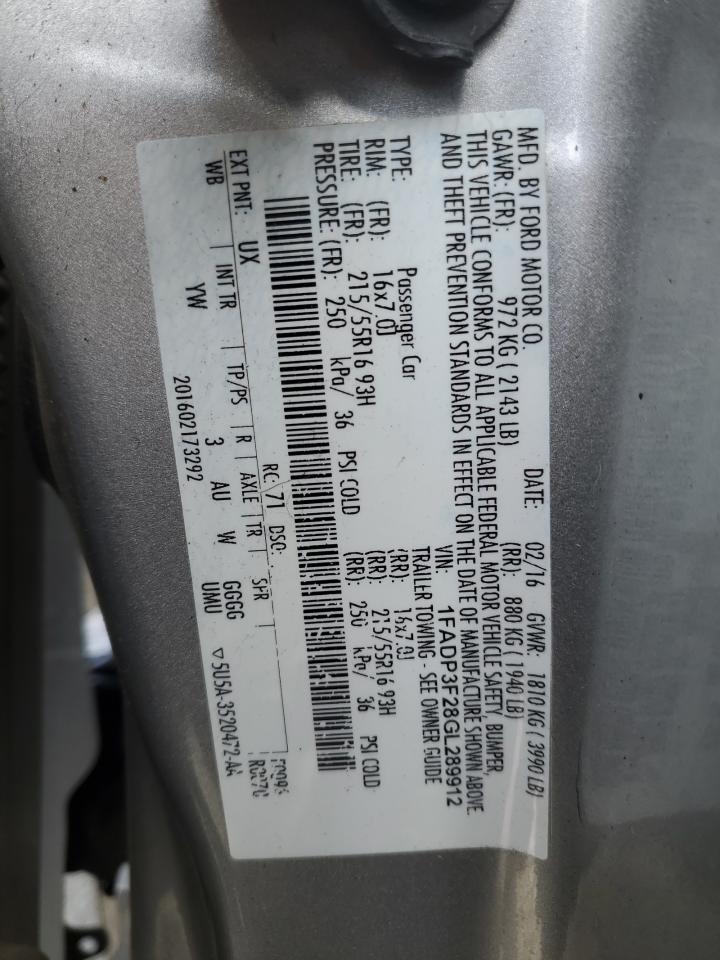 MFD. BY FORD MOTOR CO.
DATE: 02/16 GVWR: 1810 KG ( 3990 LB)
GAWR: (FR): 972 KG ( 2143 LB) (RR): 880 KG ( 1940 LB)
THIS VEHICLE CONFORMS TO ALL APPLICABLE FEDERAL MOTOR VEHICLE SAFETY, BUMPER,
AND THEFT PREVENTION STANDARDS IN EFFECT ON THE DATE OF MANUFACTURE SHOWN ABOVE.
VIN: 1FADP3F28GL289912
TYPE: Passenger Car TRAILER TOWING - SEE OWNER GUIDE
RIM: (FR): 16x7.0J (RR): 16x7.0J
TIRE: (FR): 215/55R16 93H (RR): 215/55R16 93H
PRESSURE: (FR): 250 kPa/ 36 PSI COLD (RR): 250 kPa/ 36 PSI COLD
RC: 71 DSO:
EXT PNT: UX
WB INT TR TP/PS R AXLE TR SPR
YW 3 AU W GGGG
UMU
201602173292 ▽5U5A-3520472-AA